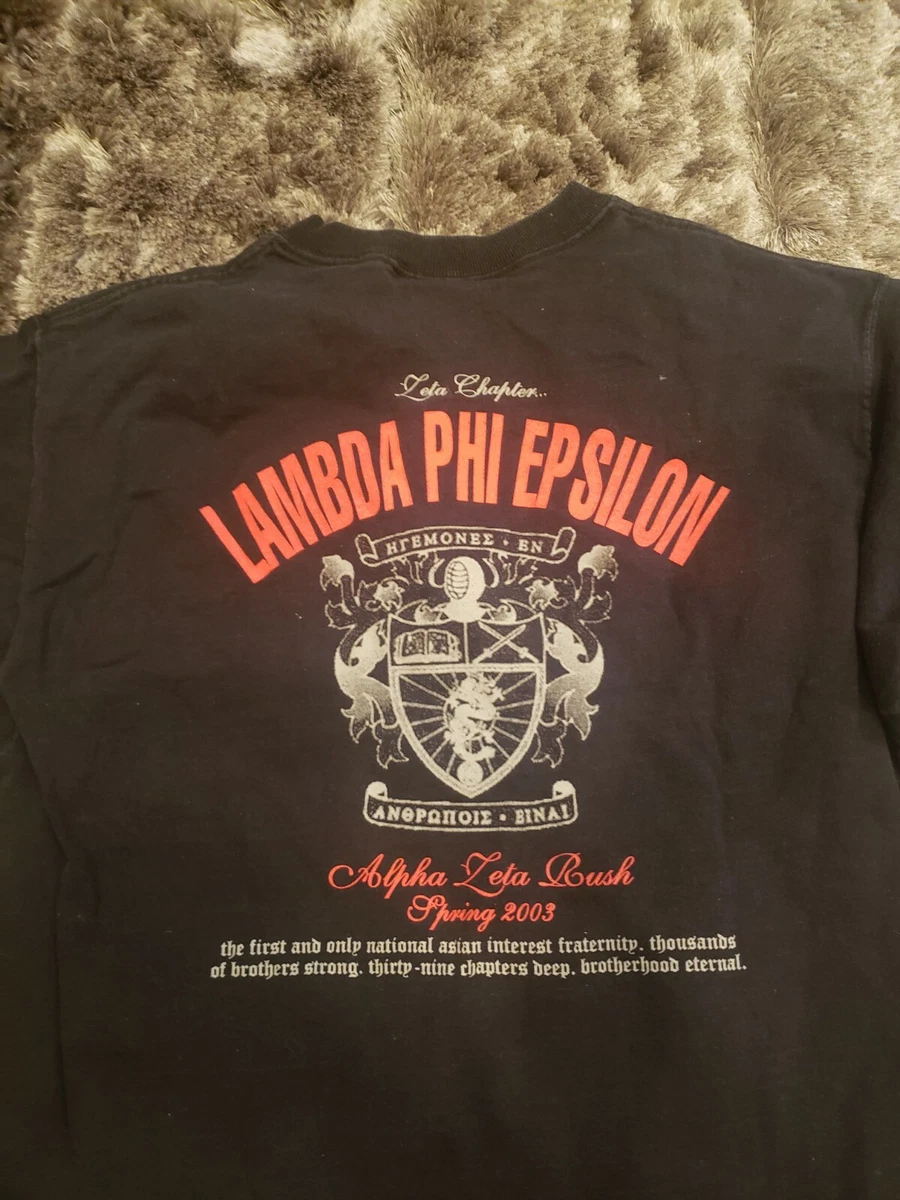 Zeta Chapter...
LAMBDA PHI EPSILON
ΗΓΕΜΟΝΕΣ · ΕΝ
ΑΝΘΡΩΠΟΙΣ · ΕΙΝΑΙ
Alpha Zeta Rush
Spring 2003
the first and only national asian interest fraternity. thousands
of brothers strong. thirty-nine chapters deep. brotherhood eternal.